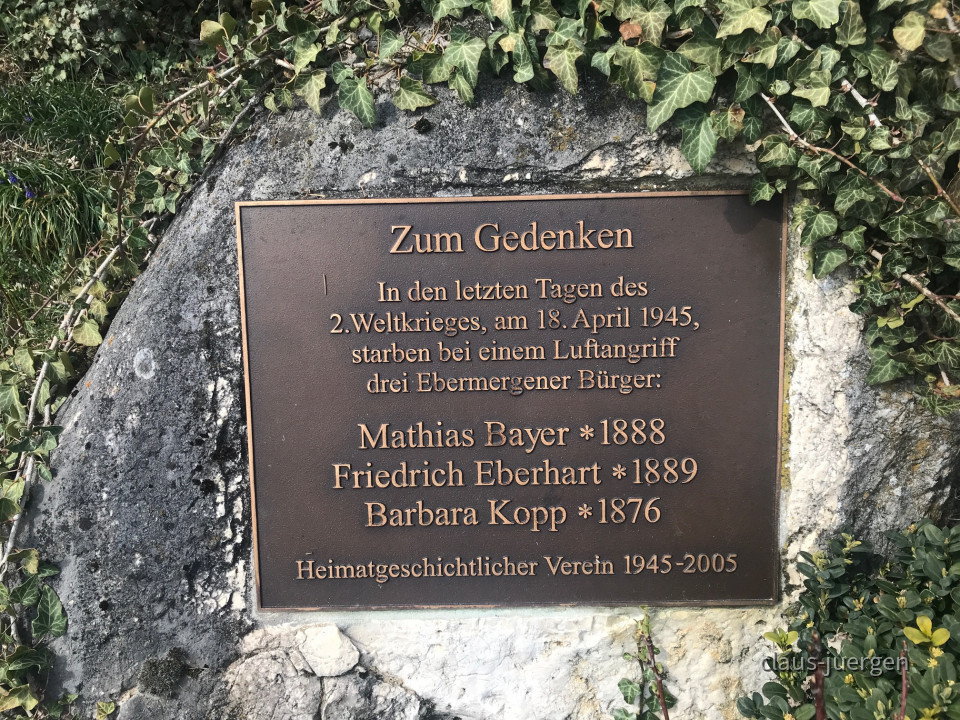 Zum Gedenken
In den letzten Tagen des
2.Weltkrieges, am 18. April 1945,
starben bei einem Luftangriff
drei Ebermergener Bürger:
Mathias Bayer *1888
Friedrich Eberhart *1889
Barbara Kopp *1876
Heimatgeschichtlicher Verein 1945-2005
claus-juergen